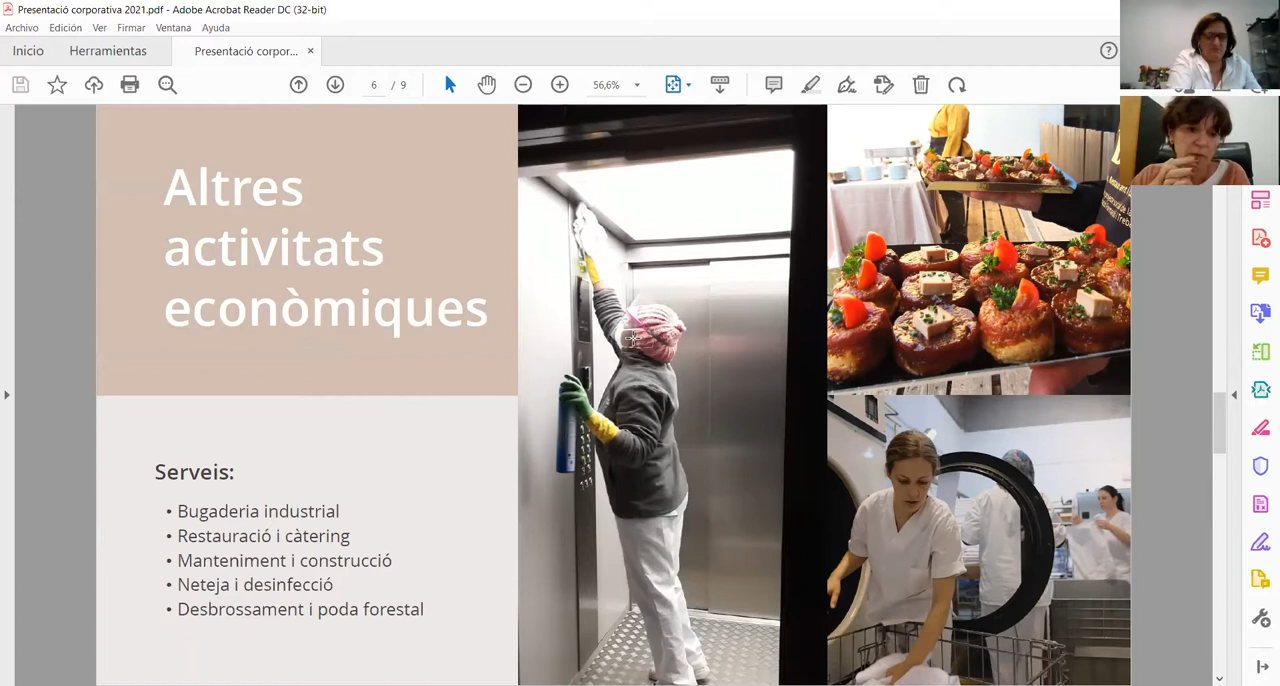 Presentació corporativa 2021.pdf - Adobe Acrobat Reader DC (32-bit)
Archivo Edición Ver Firmar Ventana Ayuda
Inicio Herramientas Presentació corpor... ×
6 / 9 56,6%
Altres
activitats
econòmiques
Serveis:
• Bugaderia industrial
• Restauració i càtering
• Manteniment i construcció
• Neteja i desinfecció
• Desbrossament i poda forestal